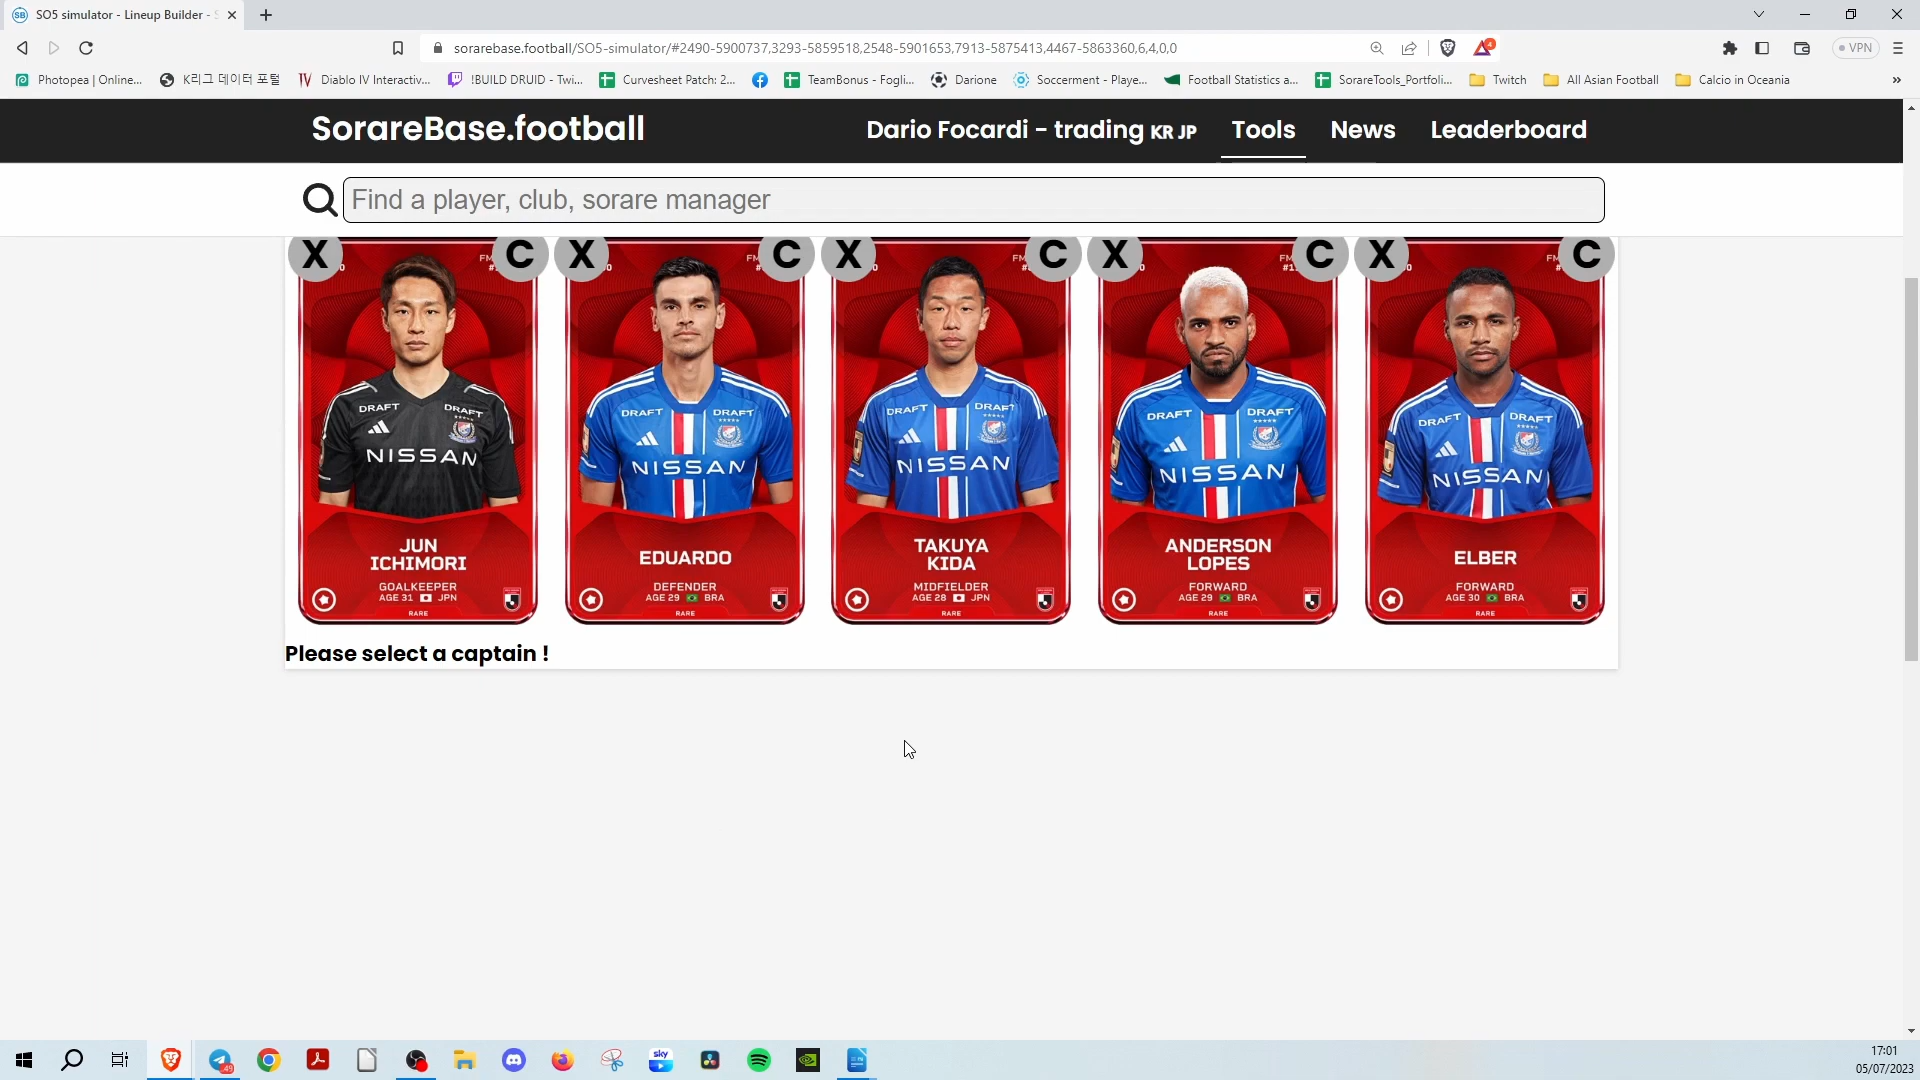 SO5 simulator - Lineup Builder - S
sorarebase.football/SO5-simulator/#2490-5900737,3293-5859518,2548-5901653,7913-5875413,4467-5863360,6,4,0,0
4
VPN
Photopea | Online...
K리그 데이터 포털
Diablo IV Interactiv...
!BUILD DRUID - Twi...
Curvesheet Patch: 2...
TeamBonus - Fogli...
Darione
Soccerment - Playe...
Football Statistics a...
SorareTools_Portfoli...
Twitch
All Asian Football
Calcio in Oceania
»
SorareBase.football
Dario Focardi - trading KR JP
Tools
News
Leaderboard
Find a player, club, sorare manager
X C X C X C X C X C
DRAFT DRAFT
NISSAN
JUN
ICHIMORI
GOALKEEPER
AGE 31 JPN
RARE
DRAFT DRAFT
NISSAN
EDUARDO
DEFENDER
AGE 29 BRA
RARE
DRAFT DRAFT
NISSAN
TAKUYA
KIDA
MIDFIELDER
AGE 28 JPN
RARE
DRAFT DRAFT
NISSAN
ANDERSON
LOPES
FORWARD
AGE 29 BRA
RARE
DRAFT DRAFT
NISSAN
ELBER
FORWARD
AGE 30 BRA
RARE
Please select a captain !
49
sky
17:01
05/07/2023